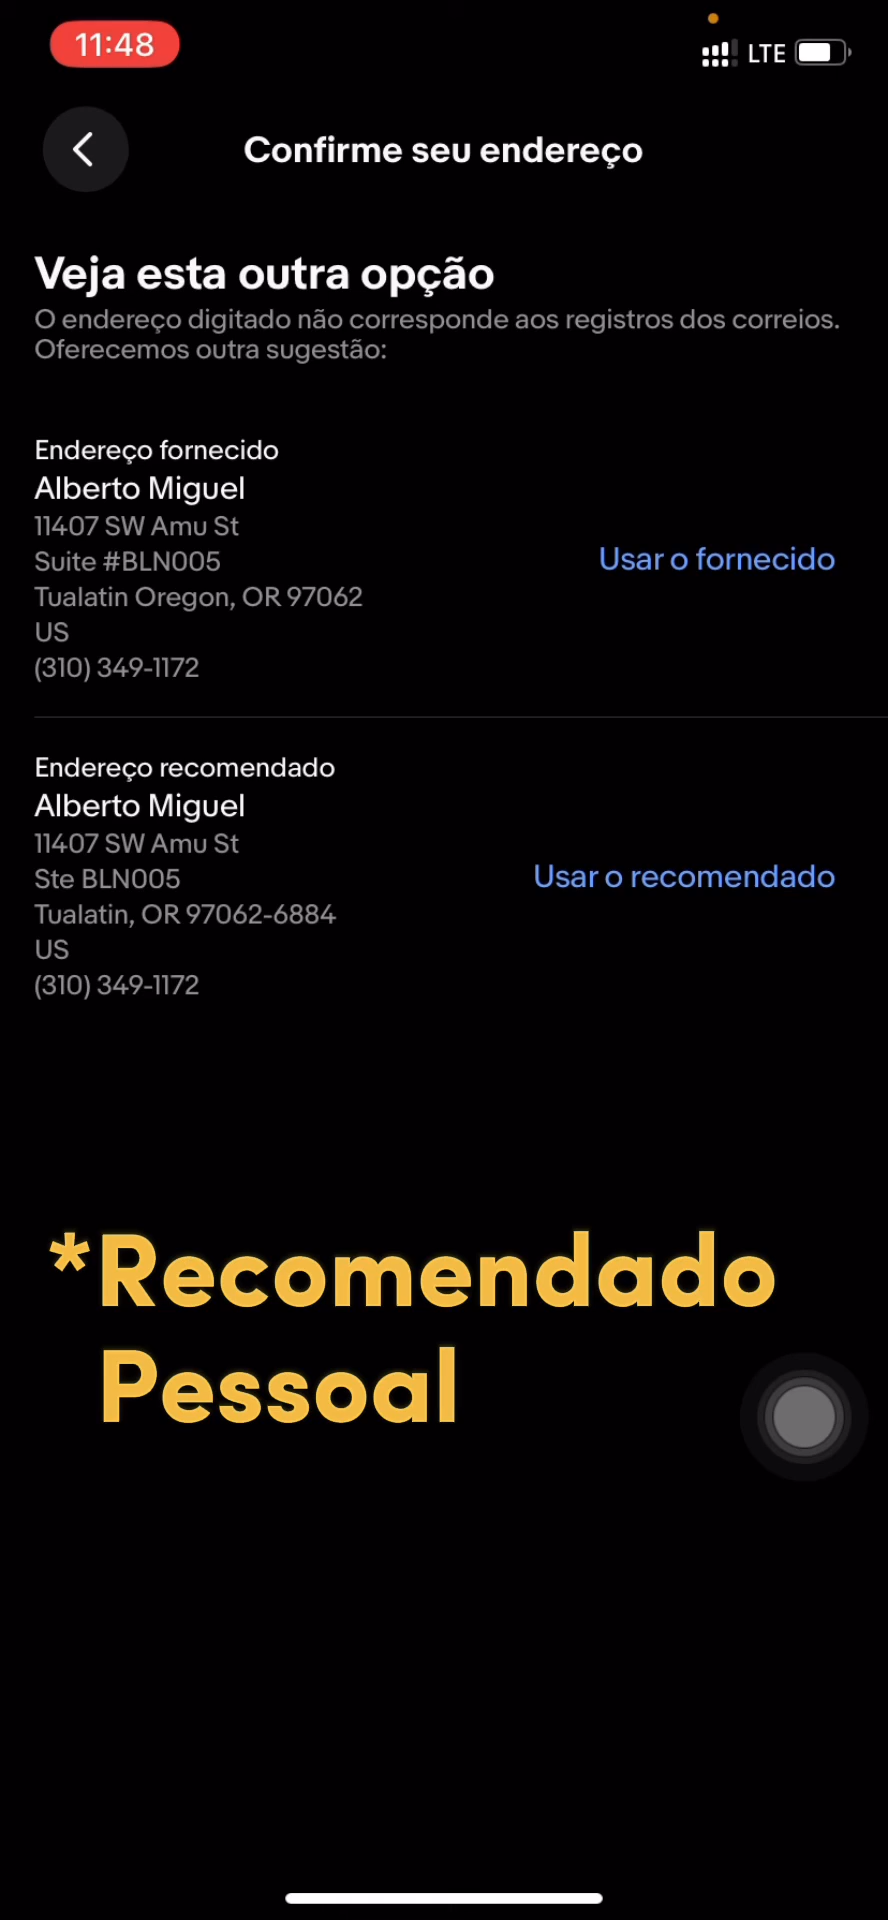 11:48
LTE
Confirme seu endereço
Veja esta outra opção
O endereço digitado não corresponde aos registros dos correios.
Oferecemos outra sugestão:
Endereço fornecido
Alberto Miguel
11407 SW Amu St
Suite #BLN005
Tualatin Oregon, OR 97062
US
(310) 349-1172
Usar o fornecido
Endereço recomendado
Alberto Miguel
11407 SW Amu St
Ste BLN005
Tualatin, OR 97062-6884
US
(310) 349-1172
Usar o recomendado
*Recomendado
Pessoal